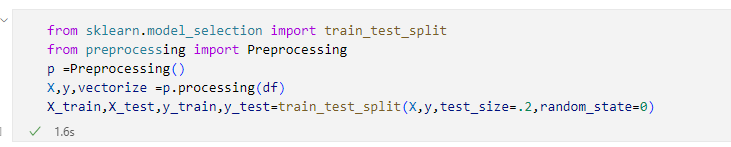 from sklearn.model_selection import train_test_split
from preprocessing import Preprocessing
p =Preprocessing()
X,y,vectorize =p.processing(df)
X_train,X_test,y_train,y_test=train_test_split(X,y,test_size=.2,random_state=0)
✓ 1.6s